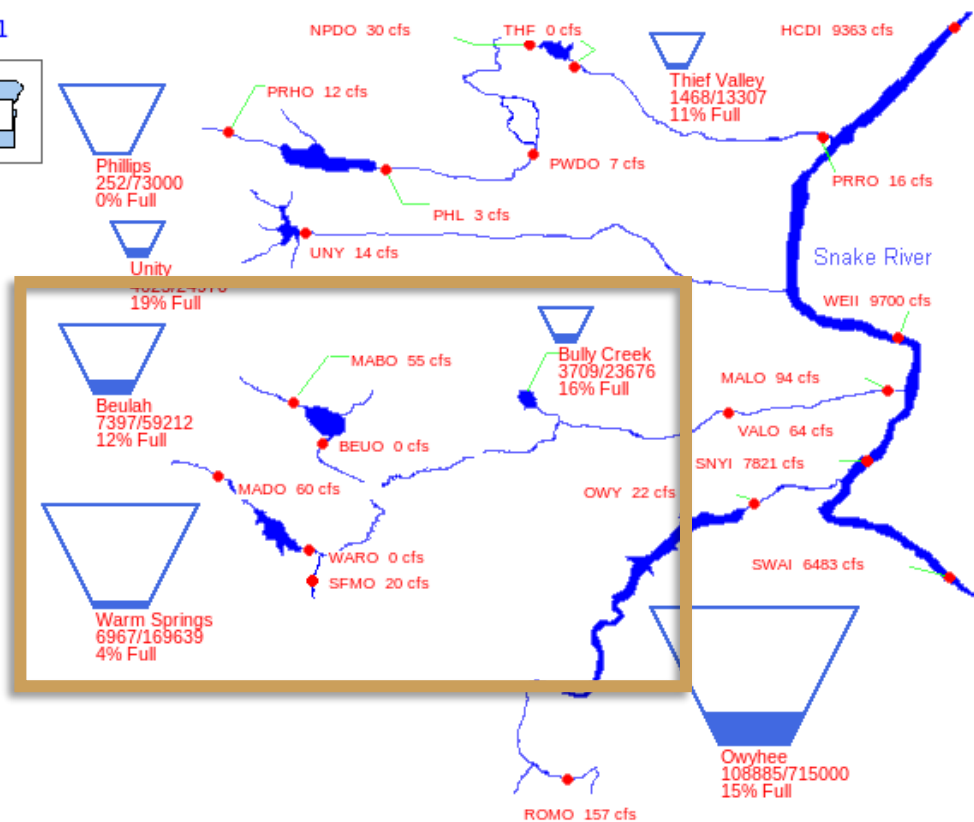 1
NPDO 30 cfs
THF 0 cfs
HCDI 9363 cfs
PRHO 12 cfs
Thief Valley
1468/13307
11% Full
Phillips
252/73000
0% Full
PWDO 7 cfs
PRRO 16 cfs
PHL 3 cfs
UNY 14 cfs
Snake River
Unity
19% Full
WEII 9700 cfs
MABO 55 cfs
Bully Creek
3709/23676
16% Full
MALO 94 cfs
Beulah
7397/59212
12% Full
BEUO 0 cfs
VALO 64 cfs
SNYI 7821 cfs
MADO 60 cfs
OWY 22 cfs
WARO 0 cfs
SWAI 6483 cfs
SFMO 20 cfs
Warm Springs
6967/169639
4% Full
Owyhee
108885/715000
15% Full
ROMO 157 cfs